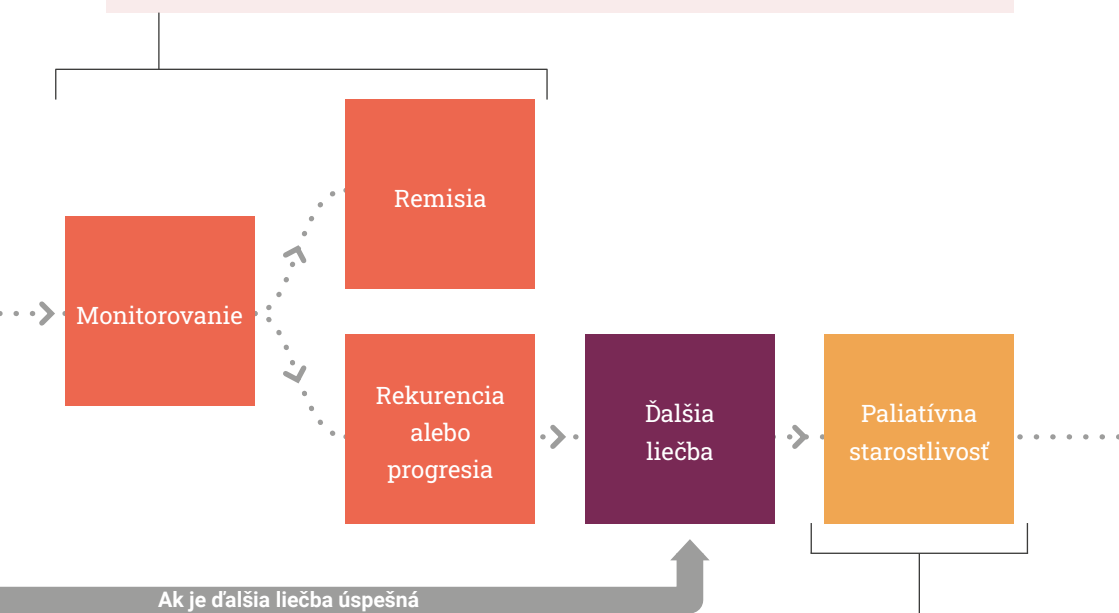 Remisia
Monitorovanie
Rekurencia
alebo
progresia
Ďalšia
liečba
Paliatívna
starostlivosť
Ak je ďalšia liečba úspešná